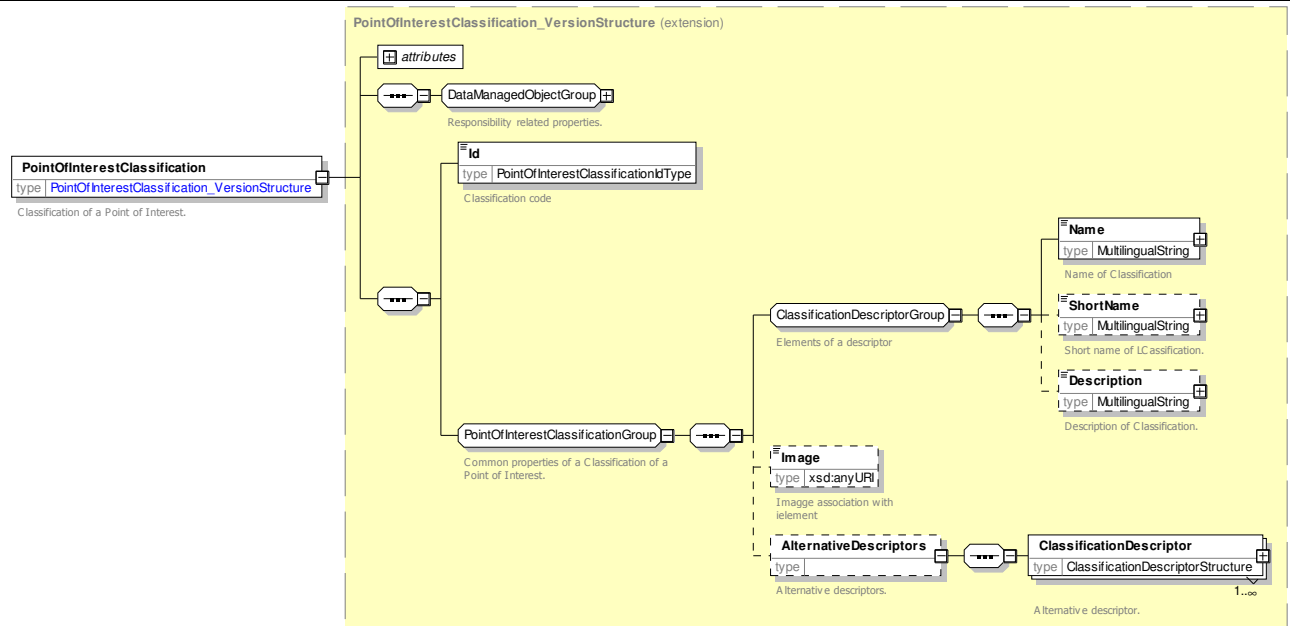 PointOfInterestClassification_VersionStructure (extension)
attributes
DataManagedObjectGroup
Responsibility related properties.
Id
type PointOfInterestClassificationIdType
Classification code
PointOfInterestClassification
type PointOfInterestClassification_VersionStructure
Classification of a Point of Interest.
Name
type MultilingualString
Name of Classification
ClassificationDescriptorGroup
Elements of a descriptor
ShortName
type MultilingualString
Short name of LCassification.
Description
type MultilingualString
Description of Classification.
PointOfInterestClassificationGroup
Common properties of a Classification of a
Point of Interest.
Image
type xsd:anyURI
Imagge association with
ielement
AlternativeDescriptors
type
Alternative descriptors.
ClassificationDescriptor
type ClassificationDescriptorStructure
1..∞
Alternative descriptor.